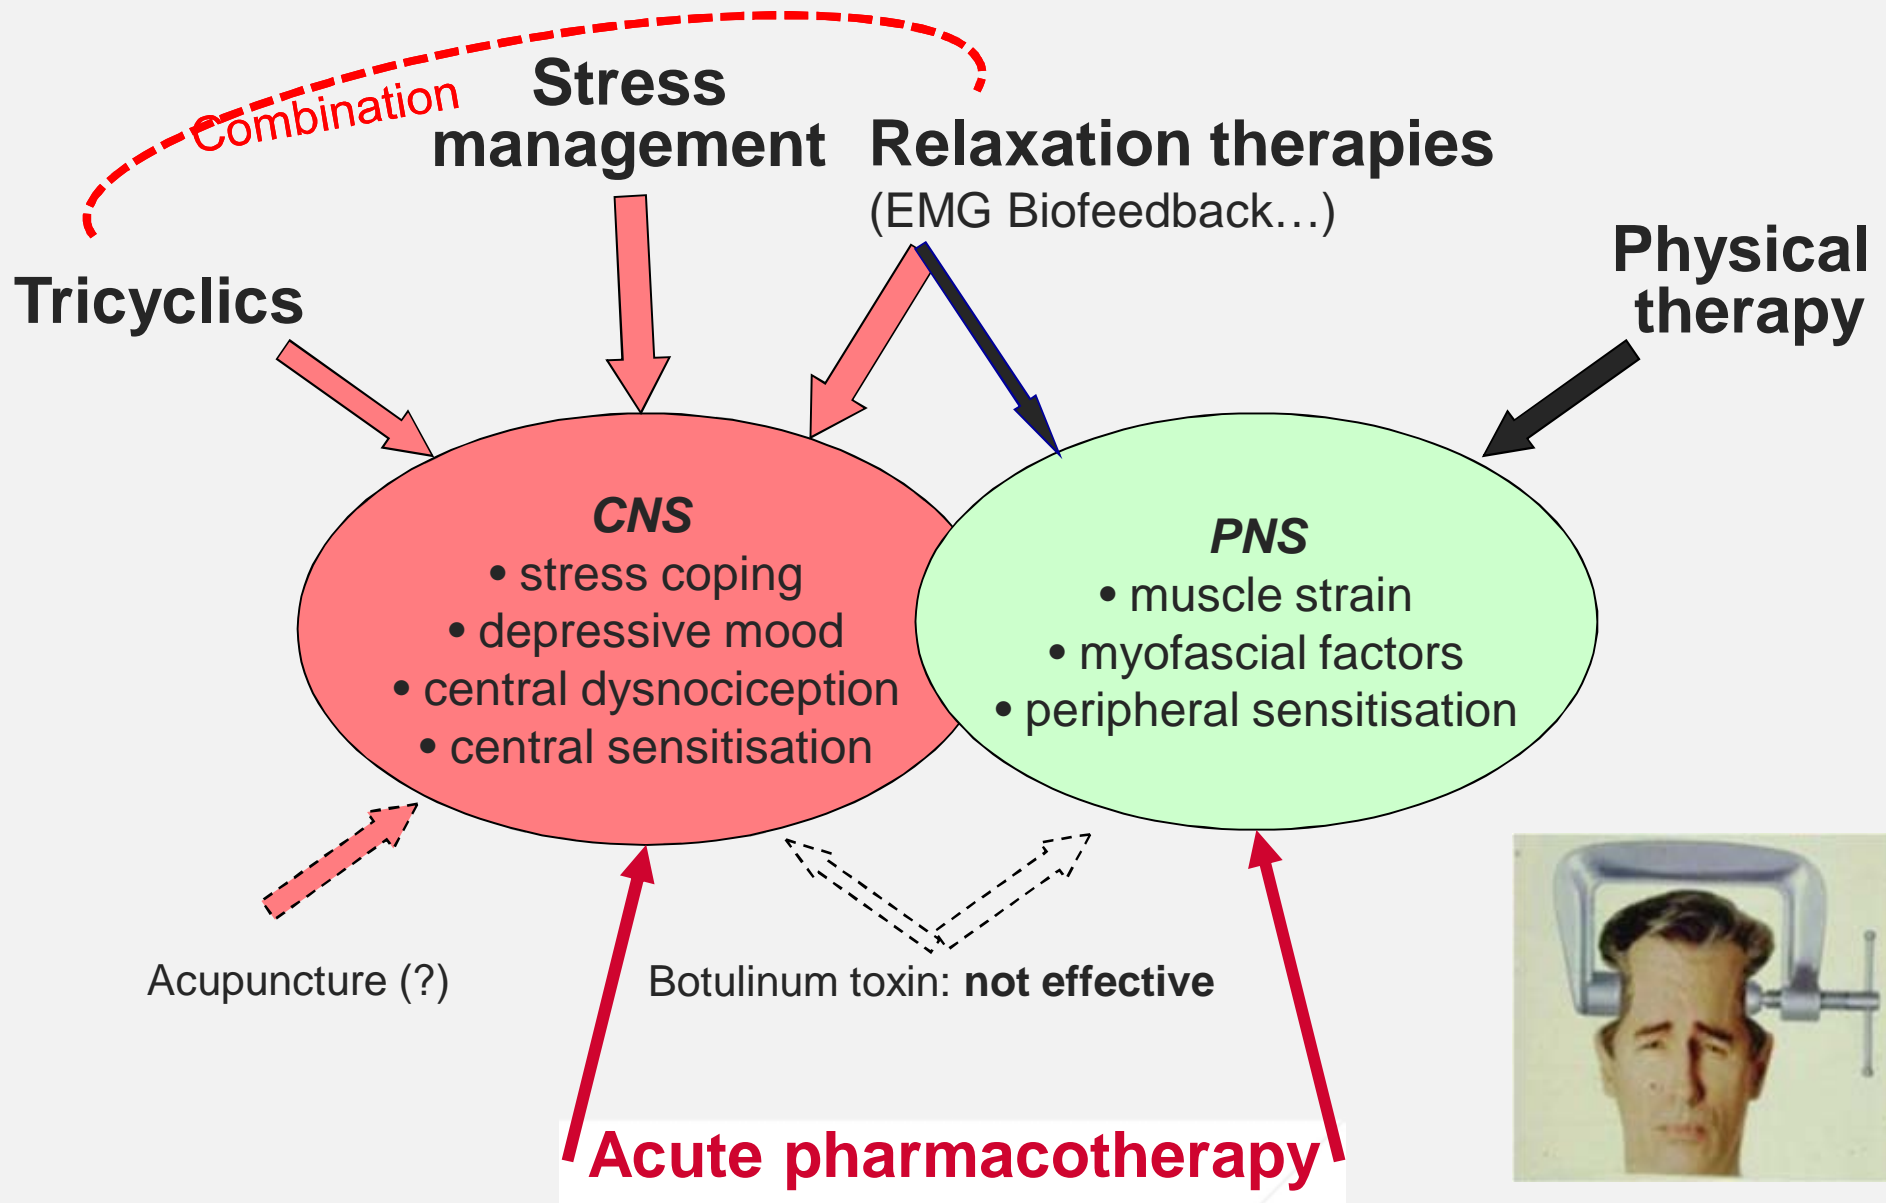 Combination
Stress
management
Relaxation therapies
(EMG Biofeedback…)
Physical
therapy
Tricyclics
CNS
• stress coping
• depressive mood
• central dysnociception
• central sensitisation
PNS
• muscle strain
• myofascial factors
• peripheral sensitisation
Acupuncture (?)
Botulinum toxin: not effective
Acute pharmacotherapy